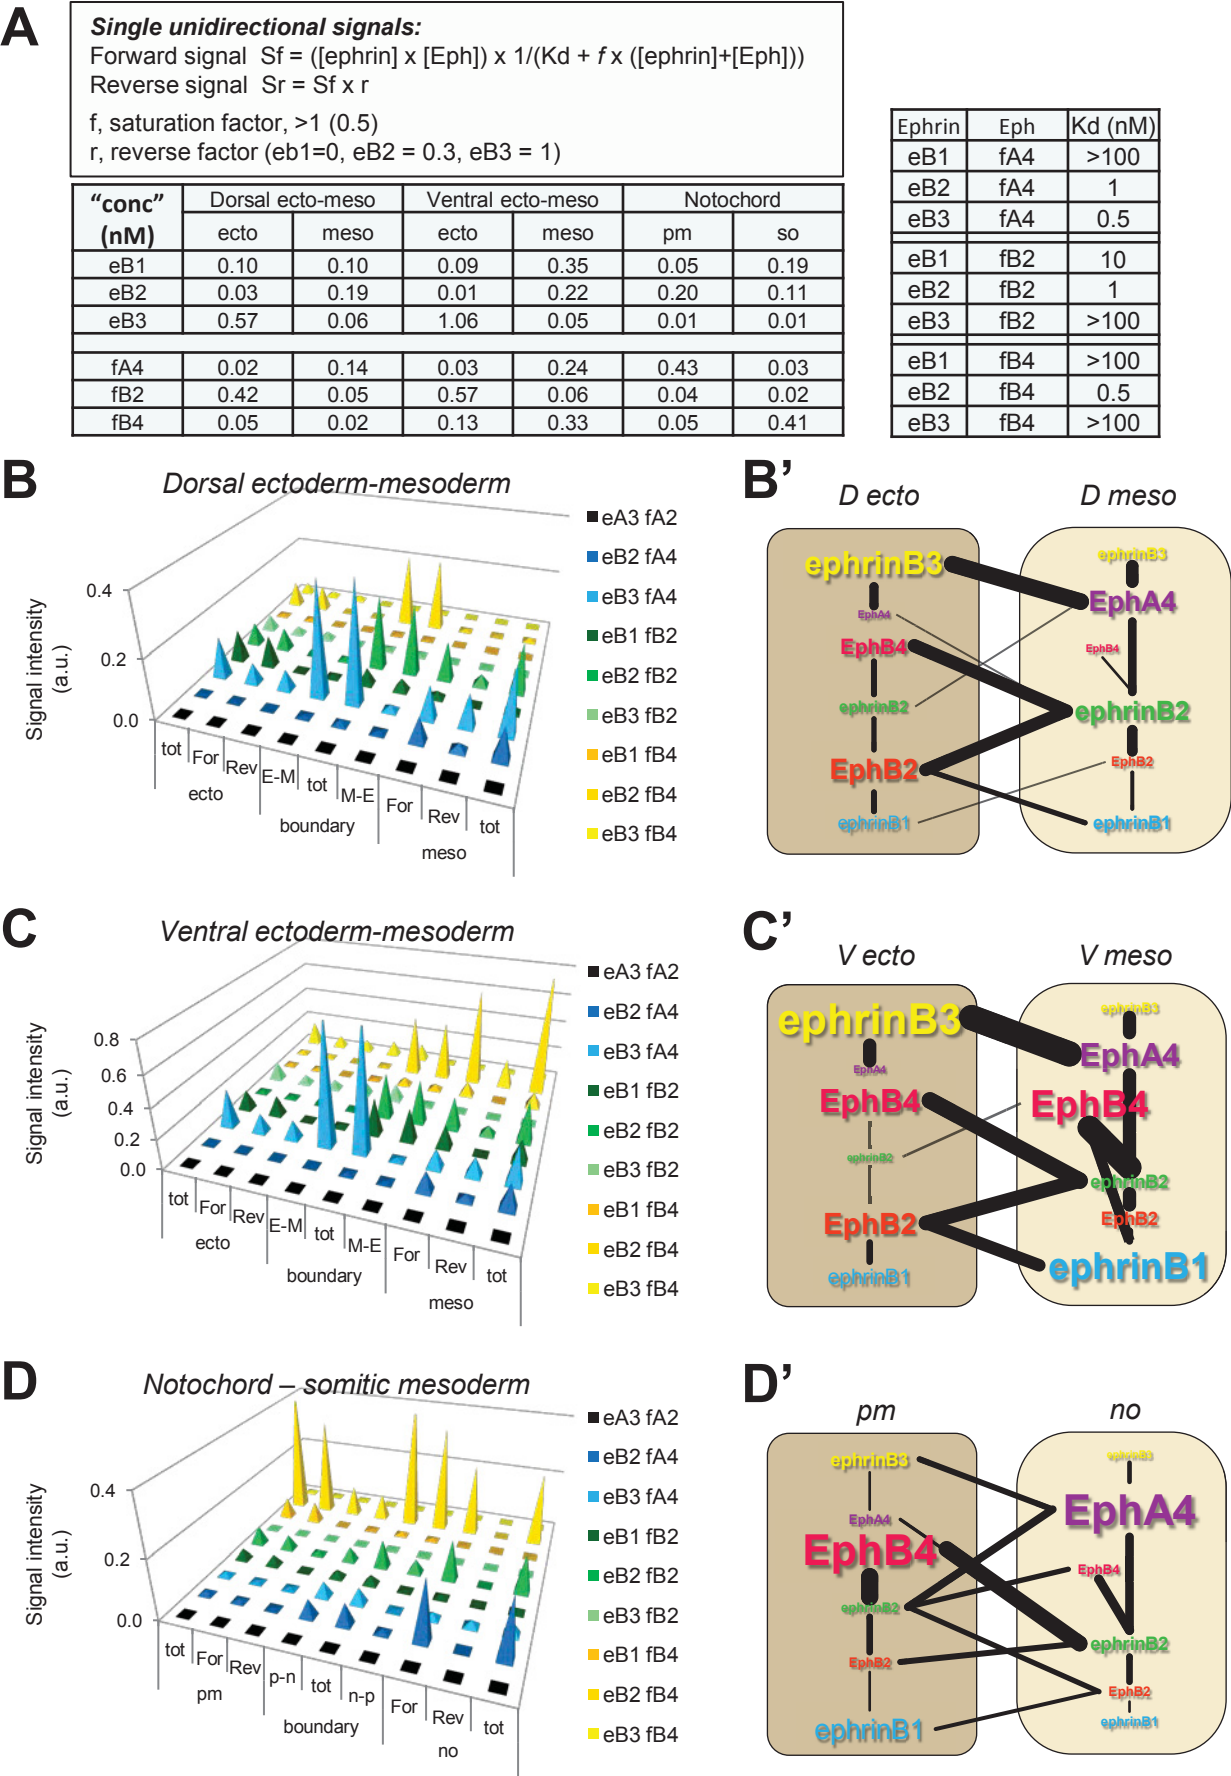 A
Single unidirectional signals:
Forward signal Sf = ([ephrin] x [Eph]) x 1/(Kd + f x ([ephrin]+[Eph]))
Reverse signal Sr = Sf x r
f, saturation factor, >1 (0.5)
r, reverse factor (eb1=0, eB2 = 0.3, eB3 = 1)
“conc” (nM) Dorsal ecto-meso Ventral ecto-meso Notochord
ecto meso ecto meso pm so
eB1 0.10 0.10 0.09 0.35 0.05 0.19
eB2 0.03 0.19 0.01 0.22 0.20 0.11
eB3 0.57 0.06 1.06 0.05 0.01 0.01
fA4 0.02 0.14 0.03 0.24 0.43 0.03
fB2 0.42 0.05 0.57 0.06 0.04 0.02
fB4 0.05 0.02 0.13 0.33 0.05 0.41
Ephrin Eph Kd (nM)
eB1 fA4 >100
eB2 fA4 1
eB3 fA4 0.5
eB1 fB2 10
eB2 fB2 1
eB3 fB2 >100
eB1 fB4 >100
eB2 fB4 0.5
eB3 fB4 >100
B
Dorsal ectoderm-mesoderm
Signal intensity
(a.u.)
0.4
0.2
0.0
tot For Rev E-M tot M-E For Rev tot
ecto
boundary
meso
eA3 fA2
eB2 fA4
eB3 fA4
eB1 fB2
eB2 fB2
eB3 fB2
eB1 fB4
eB2 fB4
eB3 fB4
B’
D ecto
D meso
ephrinB3
EphA4
EphB4
ephrinB2
EphB2
ephrinB1
ephrinB3
EphA4
EphB4
ephrinB2
EphB2
ephrinB1
C
Ventral ectoderm-mesoderm
Signal intensity
(a.u.)
0.8
0.6
0.4
0.2
0.0
tot For Rev E-M tot M-E For Rev tot
ecto
boundary
meso
eA3 fA2
eB2 fA4
eB3 fA4
eB1 fB2
eB2 fB2
eB3 fB2
eB1 fB4
eB2 fB4
eB3 fB4
C’
V ecto
V meso
ephrinB3
EphA4
EphB4
ephrinB2
EphB2
ephrinB1
ephrinB3
EphA4
EphB4
ephrinB2
EphB2
ephrinB1
D
Notochord – somitic mesoderm
Signal intensity
(a.u.)
0.4
0.2
0.0
tot For Rev p-n tot n-p For Rev tot
pm
boundary
no
eA3 fA2
eB2 fA4
eB3 fA4
eB1 fB2
eB2 fB2
eB3 fB2
eB1 fB4
eB2 fB4
eB3 fB4
D’
pm
no
ephrinB3
EphA4
EphB4
ephrinB2
EphB2
ephrinB1
ephrinB3
EphA4
EphB4
ephrinB2
EphB2
ephrinB1